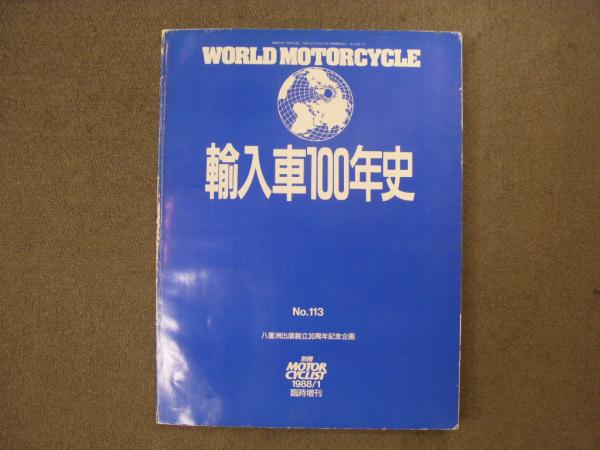 WORLD MOTORCYCLE
輸入車100年史
No.113
八重洲出版創立30周年記念企画
別冊
MOTOR
CYCLIST
1988/1
臨時増刊